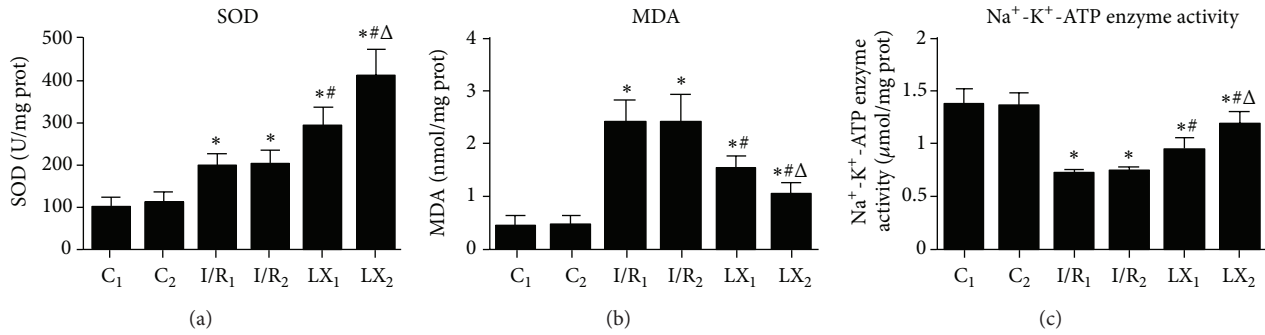 SOD
SOD (U/mg prot)
500
400
300
200
100
0
*
*
*#
*#Δ
C₁ C₂ I/R₁ I/R₂ LX₁ LX₂
(a)
MDA
MDA (nmol/mg prot)
4
3
2
1
0
*
*
*#
*#Δ
C₁ C₂ I/R₁ I/R₂ LX₁ LX₂
(b)
Na⁺-K⁺-ATP enzyme activity
Na⁺-K⁺-ATP enzyme
activity (μmol/mg prot)
2
1.5
1
0.5
0
*
*
*#
*#Δ
C₁ C₂ I/R₁ I/R₂ LX₁ LX₂
(c)